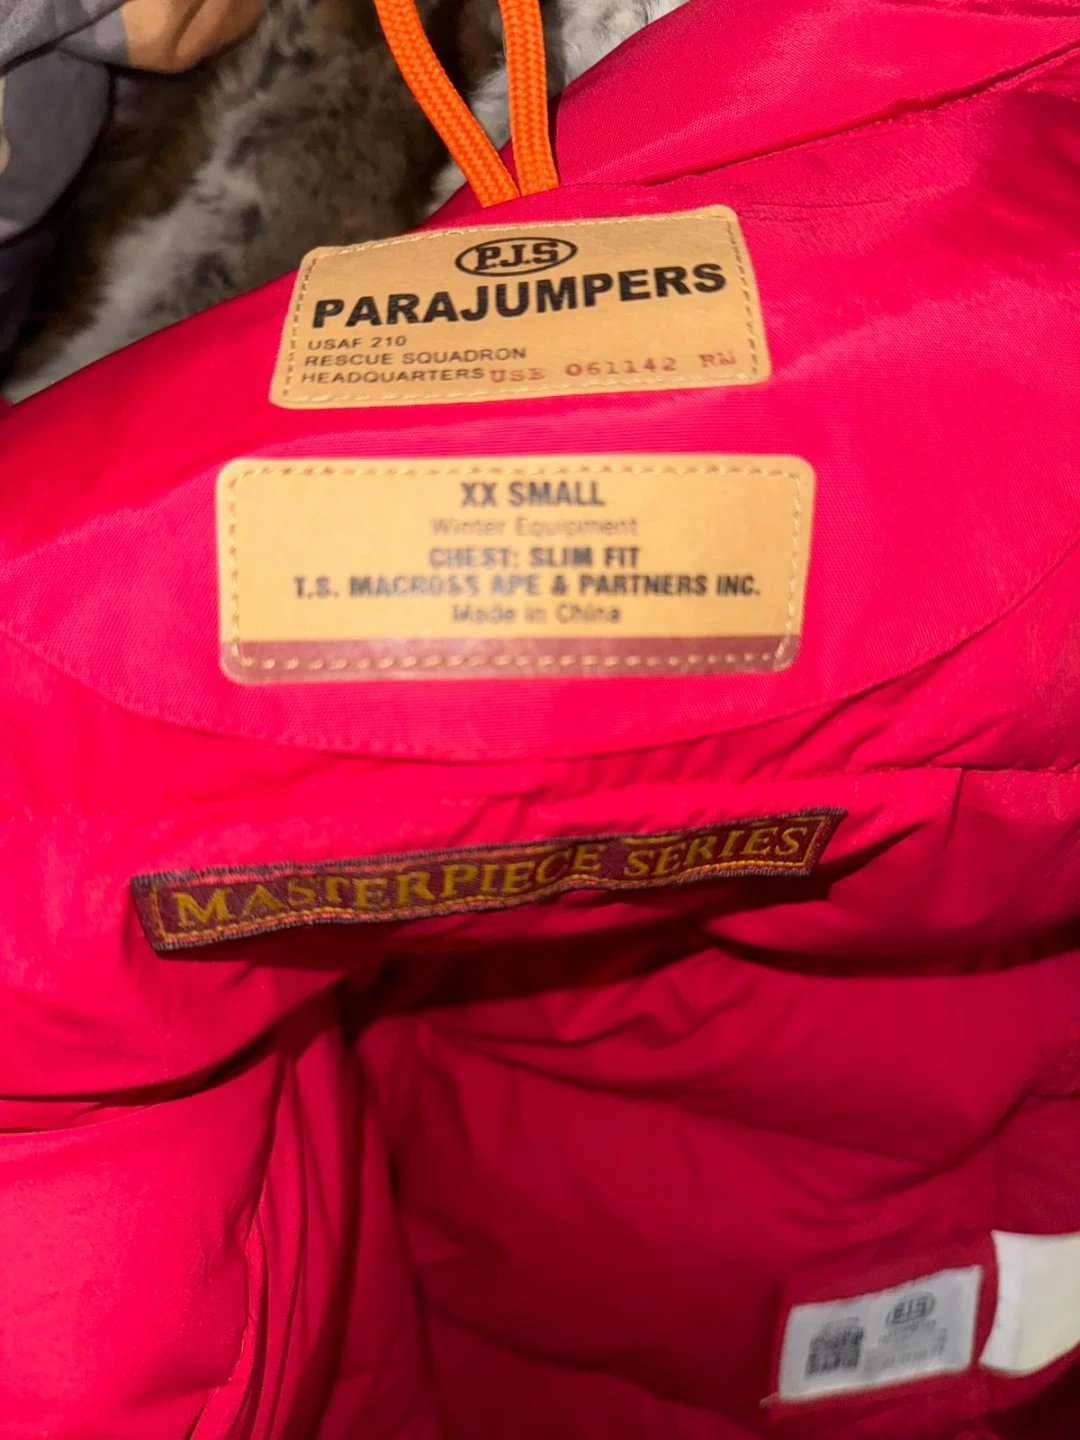 P.J.S
PARAJUMPERS
USAF 210
RESCUE SQUADRON
HEADQUARTERS USE 061142 RW
XX SMALL
Winter Equipment
CHEST: SLIM FIT
T.S. MACROSS APE & PARTNERS INC.
Made in China
MASTERPIECE SERIES
P.J.S